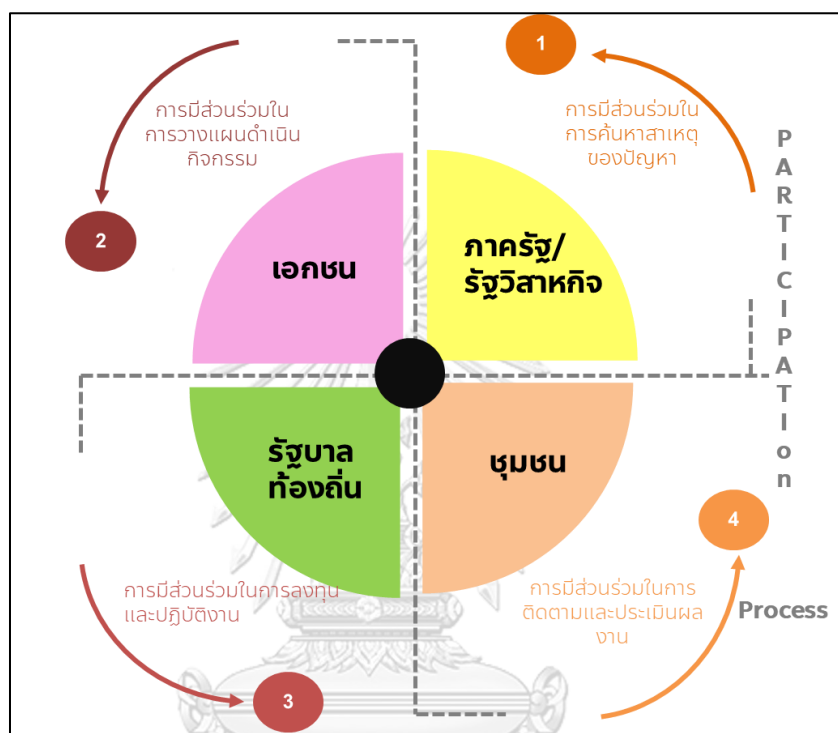 1
การมีส่วนร่วมใน
การค้นหาสาเหตุ
ของปัญหา
การมีส่วนร่วมใน
การวางแผนดำเนิน
กิจกรรม
2
เอกชน
ภาครัฐ/
รัฐวิสาหกิจ
PARTICIPATIon
รัฐบาล
ท้องถิ่น
ชุมชน
4
การมีส่วนร่วมในการลงทุน
และปฏิบัติงาน
3
การมีส่วนร่วมในการ
ติดตามและประเมินผล
งาน
Process